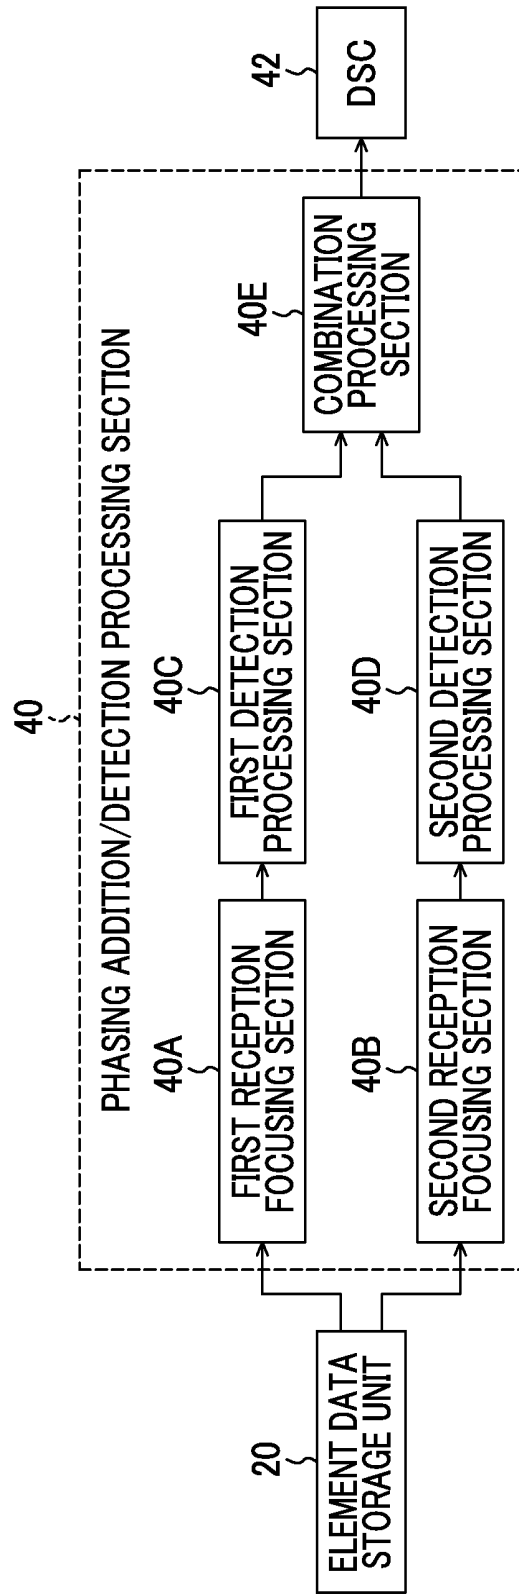 40
PHASING ADDITION/DETECTION PROCESSING SECTION
20
ELEMENT DATA
STORAGE UNIT
40A
FIRST RECEPTION
FOCUSING SECTION
40C
FIRST DETECTION
PROCESSING SECTION
40B
SECOND RECEPTION
FOCUSING SECTION
40D
SECOND DETECTION
PROCESSING SECTION
40E
COMBINATION
PROCESSING
SECTION
42
DSC